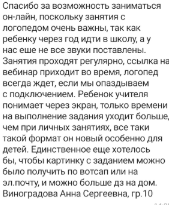 Спасибо за возможность заниматься
он-лайн, поскольку занятия с
логопедом очень важны, так как
ребенку через год идти в школу, а у
нас еше не все звуки поставлены.
Занятия проходят регулярно, ссылка на
вебинар приходит во время, логопед
всегда ждет, если мы опаздываем
с подключением. Ребенок учителя
понимает через экран, только времени
на выполнение задания уходит больше,
чем при личных занятиях, все таки
такой формат он новый особенно для
детей. Единственное еще хотелось
бы, чтобы картинку с заданием можно
было получить по вотсап или на
эл.почту, и можно больше дз на дом.
Виноградова Анна Сергеевна, гр.10